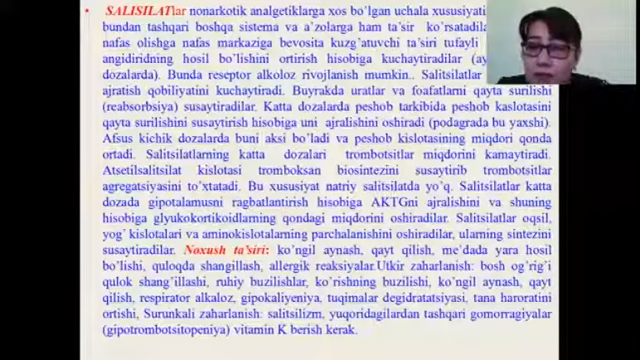 • SALISILATlar nonarkotik analgetiklarga xos bo'lgan uchala xususiyati
bundan tashqari boshqa sistema va a'zolarga ham ta'sir ko'rsatadila
nafas olishga nafas markaziga bevosita kuzg'atuvchi ta'siri tufayli
angidiridning hosil bo'lishini ortirish hisobiga kuchaytiradilar
dozalarda). Bunda reseptor alkoloz rivojlanish mumkin.. Salitsilatlar
ajratish qobiliyatini kuchaytiradi. Buyrakda uratlar va foafatlarni qayta surilishi
(reabsorbsiya) susaytiradilar. Katta dozalarda peshob tarkibida peshob kaslotasini
qayta surilishini susaytirish hisobiga uni ajralishini oshiradi (podagrada bu yaxshi).
Afsus kichik dozalarda buni aksi bo'ladi va peshob kislotasining miqdori qonda
ortadi. Salitsilatlarning katta dozalari trombotsitlar miqdorini kamaytiradi.
Atsetilsalitsilat kislotasi tromboksan biosintezini susaytirib trombotsitlar
agregatsiyasini to'xtatadi. Bu xususiyat natriy salitsilatda yo'q. Salitsilatlar katta
dozada gipotalamusni ragbatlantirish hisobiga AKTGni ajralishini va shuning
hisobiga glyukokortikoidlarning qondagi miqdorini oshiradilar. Salitsilatlar oqsil,
yog' kislotalari va aminokislotalarning parchalanishini oshiradilar, ularning sintezini
susaytiradilar. Noxush ta'siri: ko'ngil aynash, qayt qilish, me'dada yara hosil
bo'lishi, quloqda shangillash, allergik reaksiyalar.Utkir zaharlanish: bosh og'rig'i
qulok shang'illashi, ruhiy buzilishlar, ko'rishning buzilishi, ko'ngil aynash, qayt
qilish, respirator alkaloz, gipokaliyeniya, tuqimalar degidratatsiyasi, tana haroratini
ortishi, Surunkali zaharlanish: salitsilizm, yuqoridagilardan tashqari gomorragiyalar
(gipotrombotsitopeniya) vitamin K berish kerak.